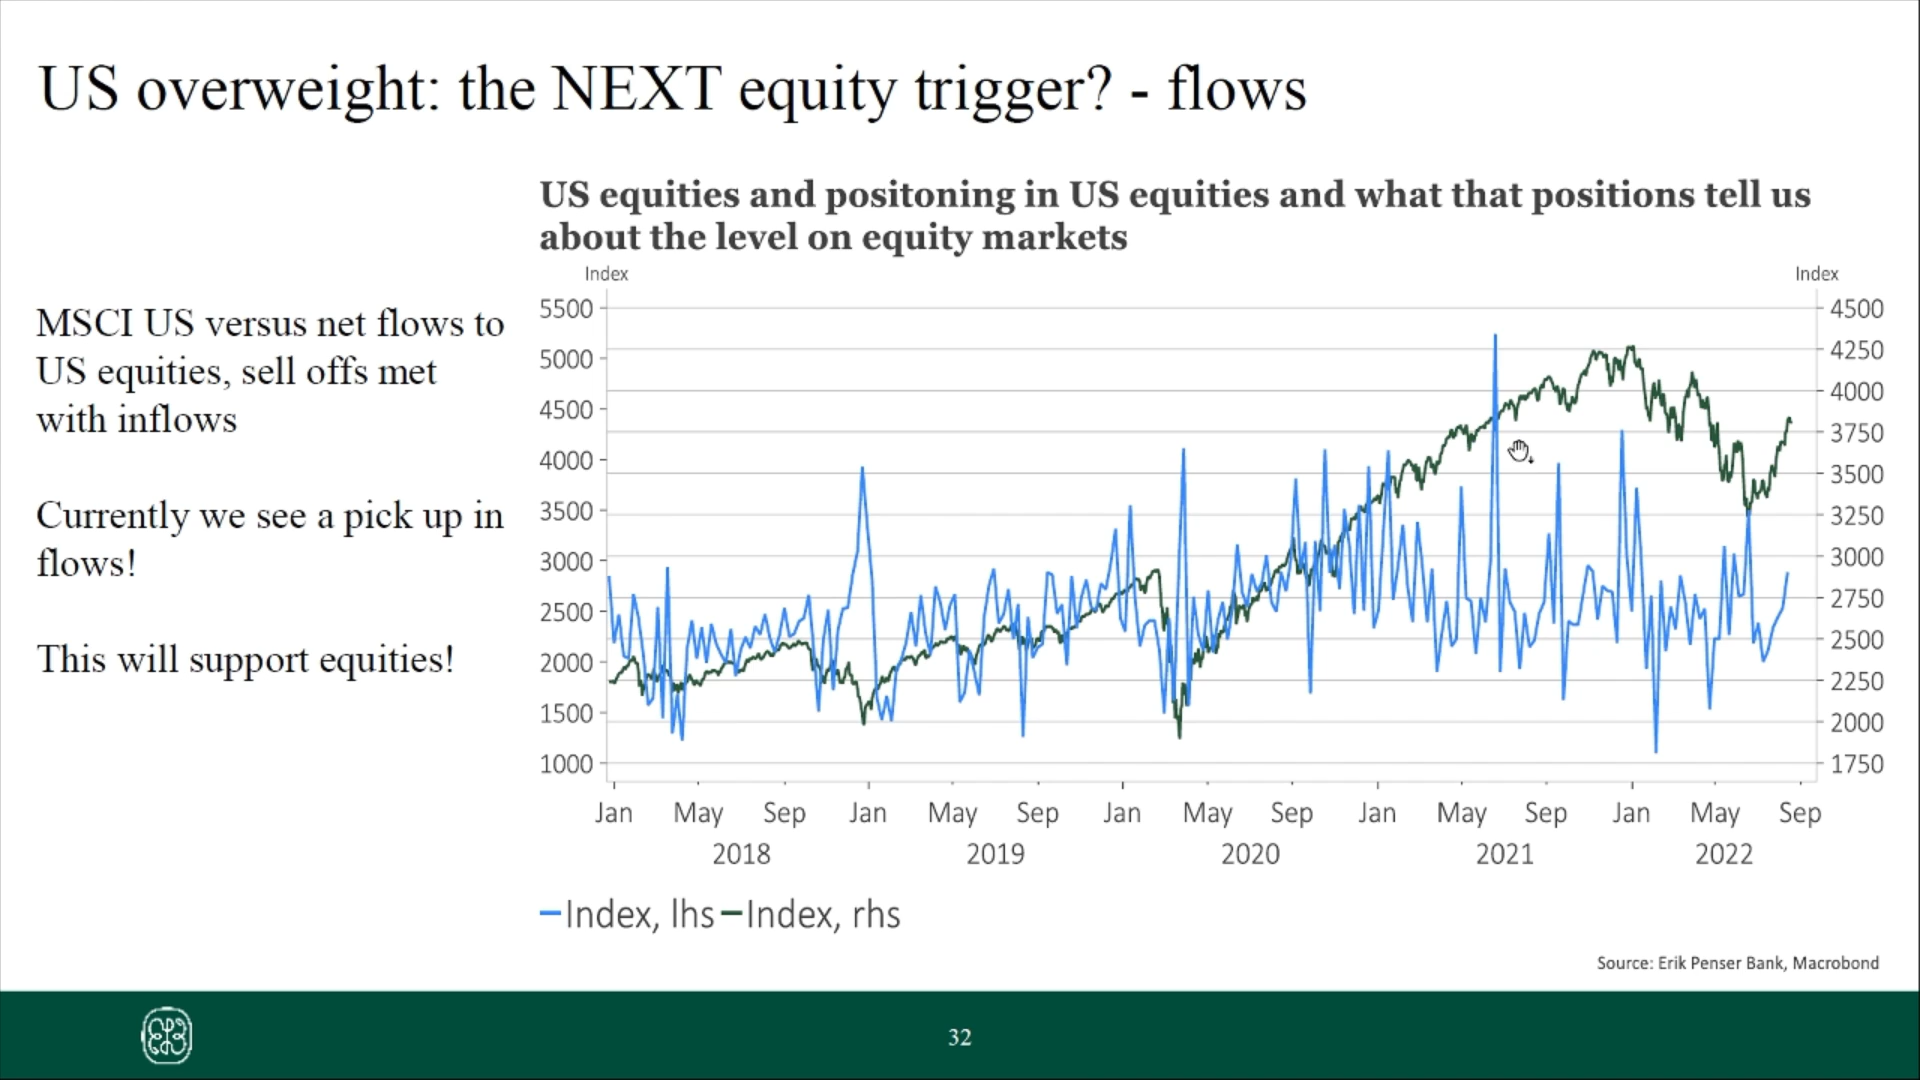 US overweight: the NEXT equity trigger? - flows
US equities and positoning in US equities and what that positions tell us
about the level on equity markets
MSCI US versus net flows to
US equities, sell offs met
with inflows
Currently we see a pick up in
flows!
This will support equities!
Index
Index
5500
5000
4500
4000
3500
3000
2500
2000
1500
1000
4500
4250
4000
3750
3500
3250
3000
2750
2500
2250
2000
1750
Jan May Sep Jan May Sep Jan May Sep Jan May Sep Jan May Sep
2018 2019 2020 2021 2022
Index, lhs Index, rhs
Source: Erik Penser Bank, Macrobond
32